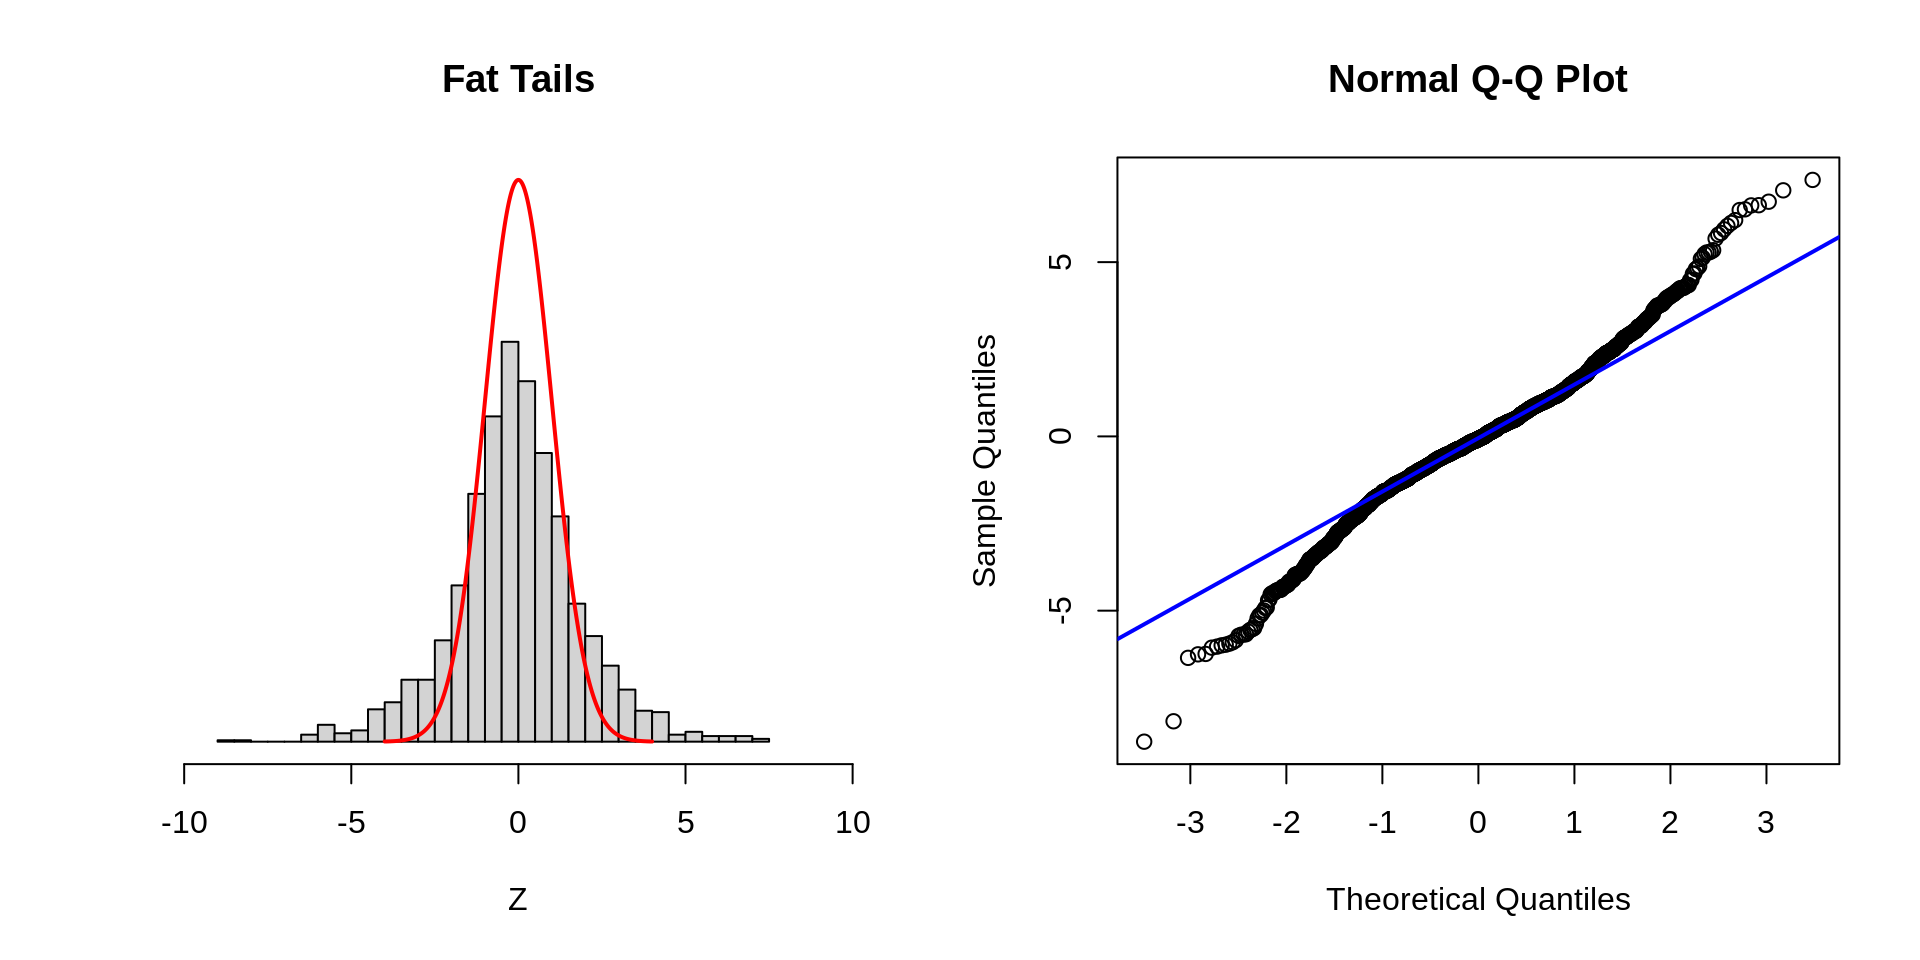 Fat Tails
-10 -5 0 5 10
Z
Normal Q-Q Plot
Sample Quantiles
5
0
-5
-3 -2 -1 0 1 2 3
Theoretical Quantiles